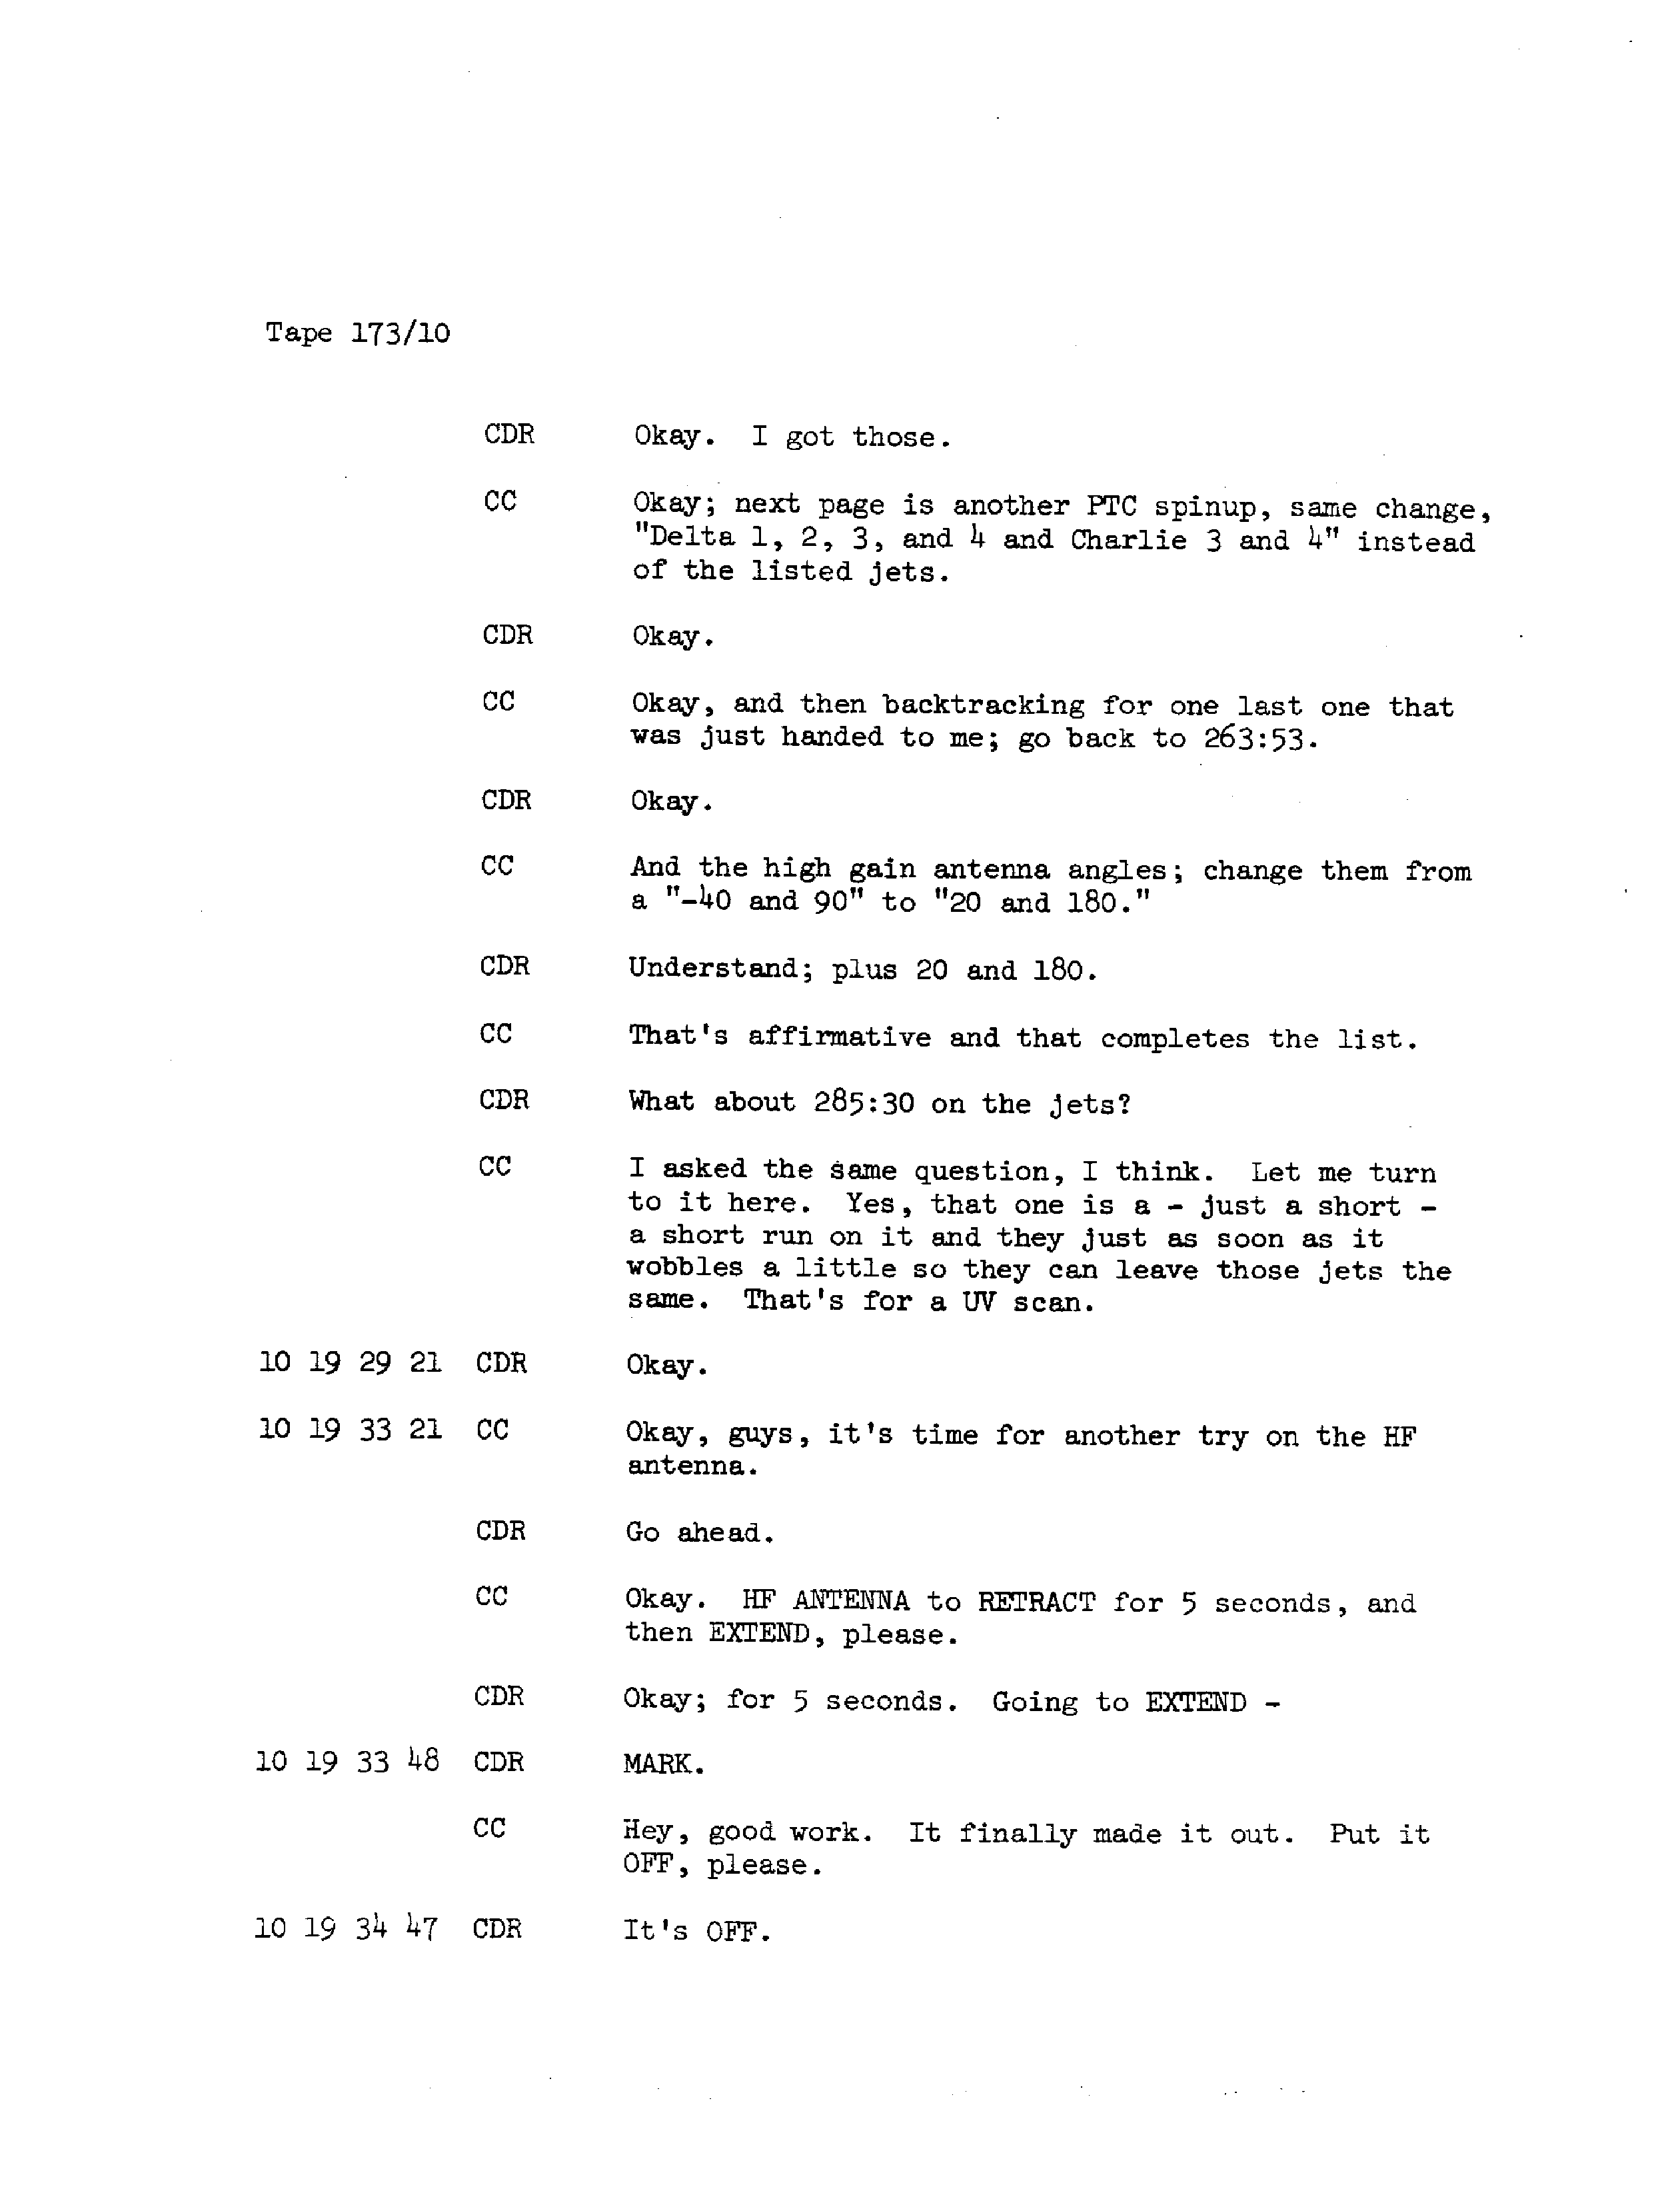 Tape 173/10
CDR Okay. I got those.
CC Okay; next page is another PTC spinup, same change,
"Delta 1, 2, 3, and 4 and Charlie 3 and 4" instead
of the listed jets.
CDR Okay.
CC Okay, and then backtracking for one last one that
was just handed to me; go back to 263:53.
CDR Okay.
CC And the high gain antenna angles; change them from
a "-40 and 90" to "20 and 180."
CDR Understand; plus 20 and 180.
CC That's affirmative and that completes the list.
CDR What about 285:30 on the jets?
CC I asked the same question, I think. Let me turn
to it here. Yes, that one is a - just a short -
a short run on it and they just as soon as it
wobbles a little so they can leave those jets the
same. That's for a UV scan.
10 19 29 21 CDR Okay.
10 19 33 21 CC Okay, guys, it's time for another try on the HF
antenna.
CDR Go ahead.
CC Okay. HF ANTENNA to RETRACT for 5 seconds, and
then EXTEND, please.
CDR Okay; for 5 seconds. Going to EXTEND -
10 19 33 48 CDR MARK.
CC Hey, good work. It finally made it out. Put it
OFF, please.
10 19 34 47 CDR It's OFF.